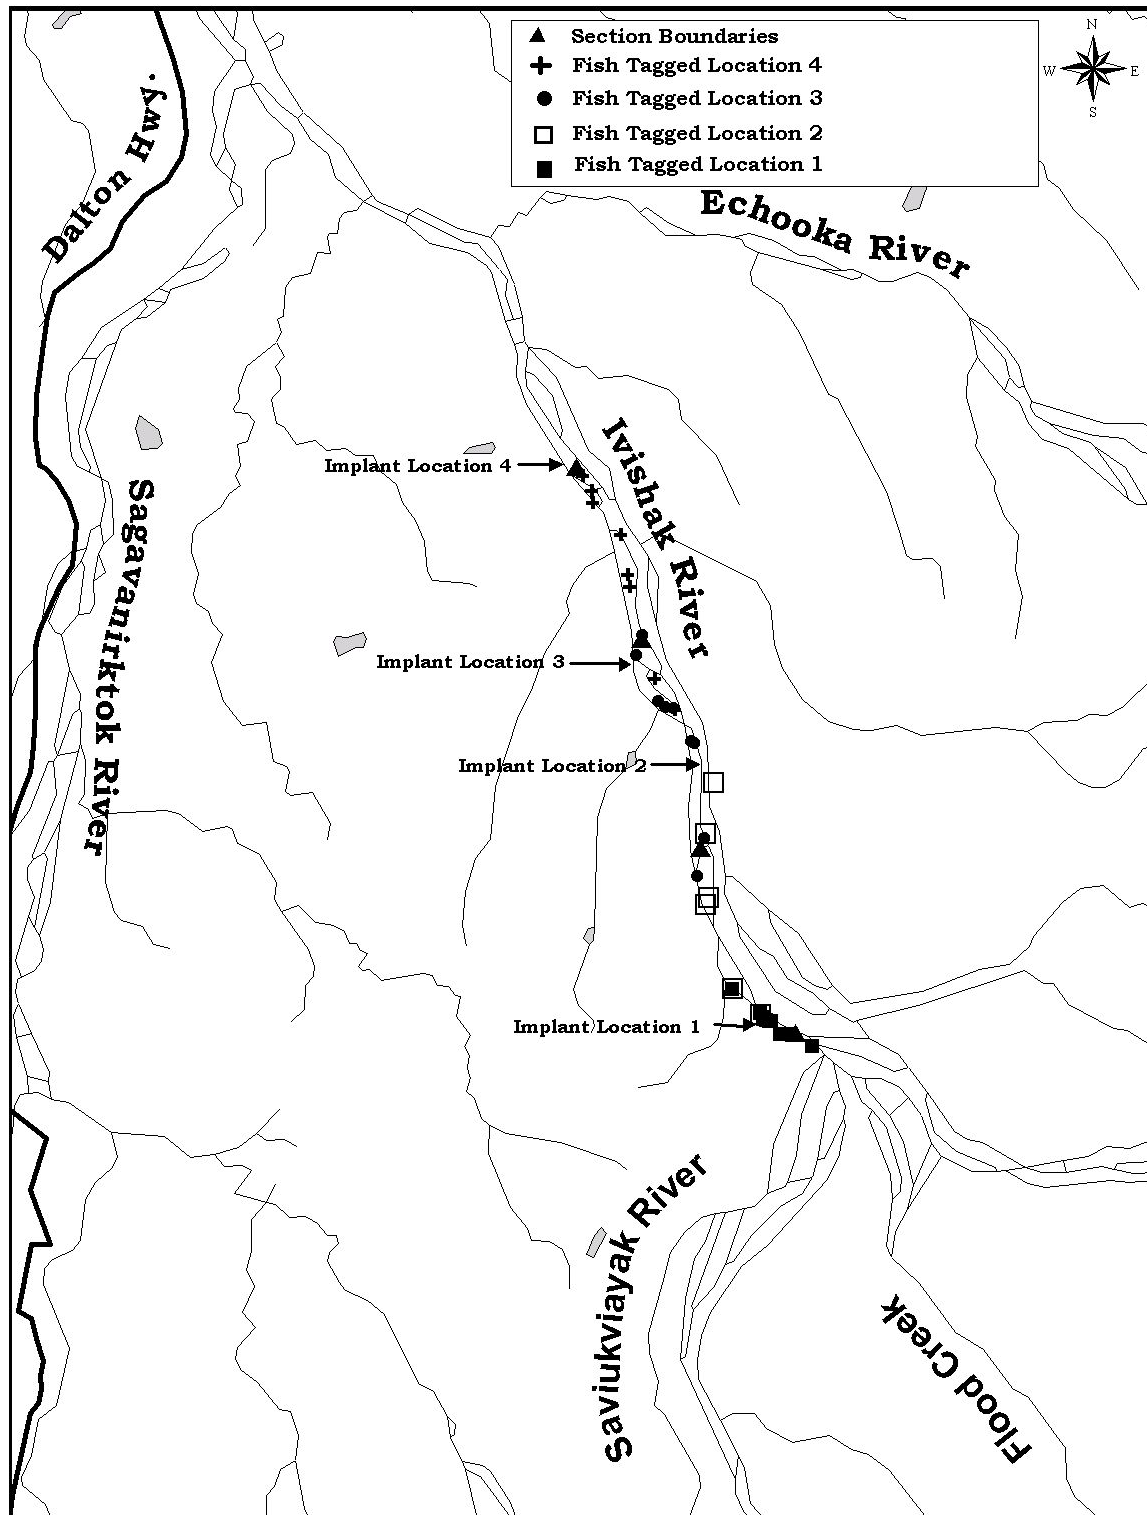 Section Boundaries
Fish Tagged Location 4
Fish Tagged Location 3
Fish Tagged Location 2
Fish Tagged Location 1
N
W E
S
Dalton Hwy.
Echooka River
Ivishak River
Implant Location 4
Sagavanirktok River
Implant Location 3
Implant Location 2
Implant Location 1
Saviukviayak River
Flood Creek